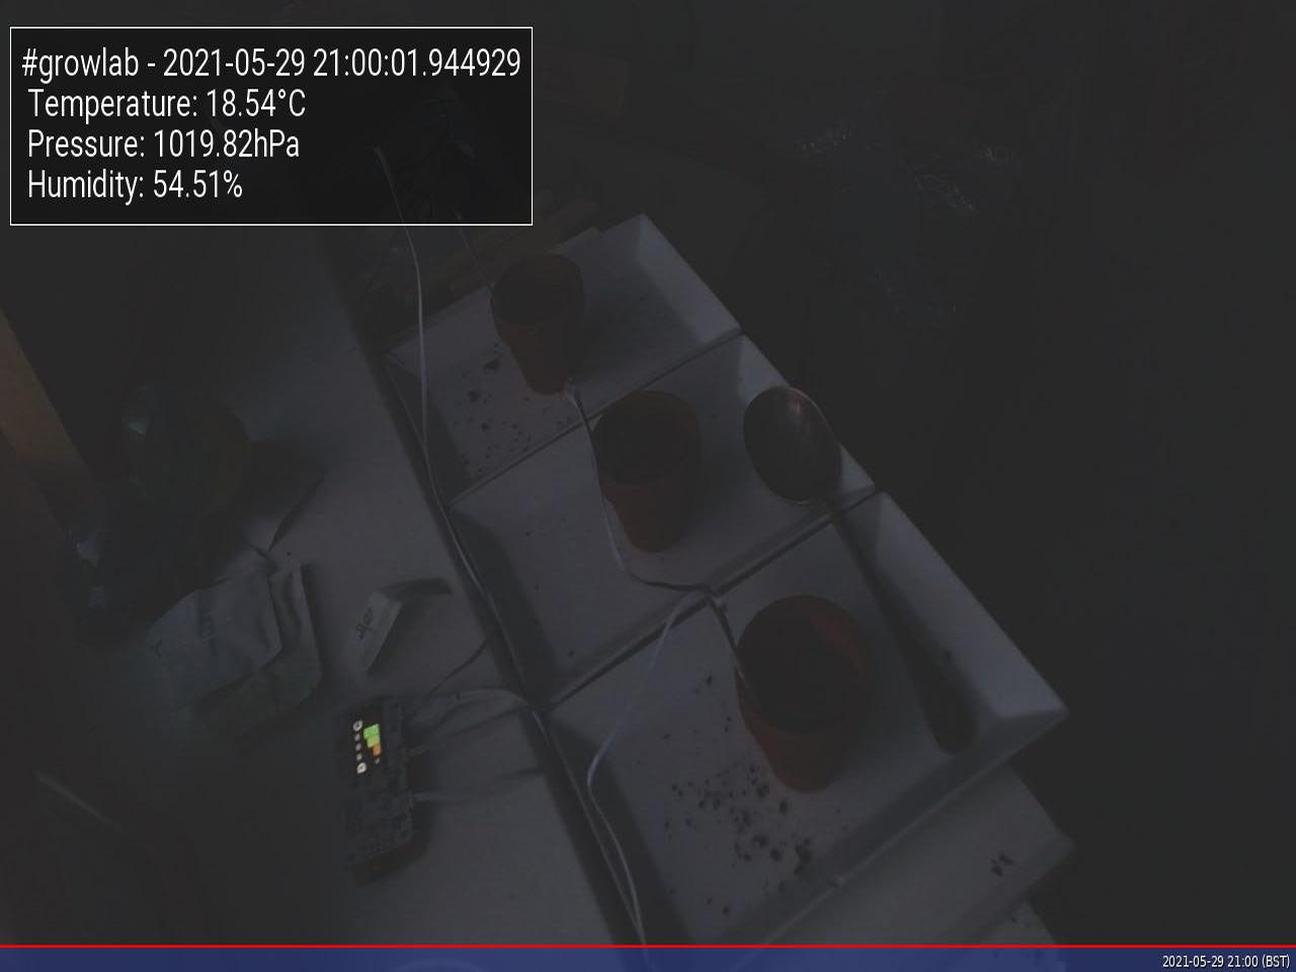 #growlab - 2021-05-29 21:00:01.944929
Temperature: 18.54°C
Pressure: 1019.82hPa
Humidity: 54.51%
2021-05-29 21:00 (BST)